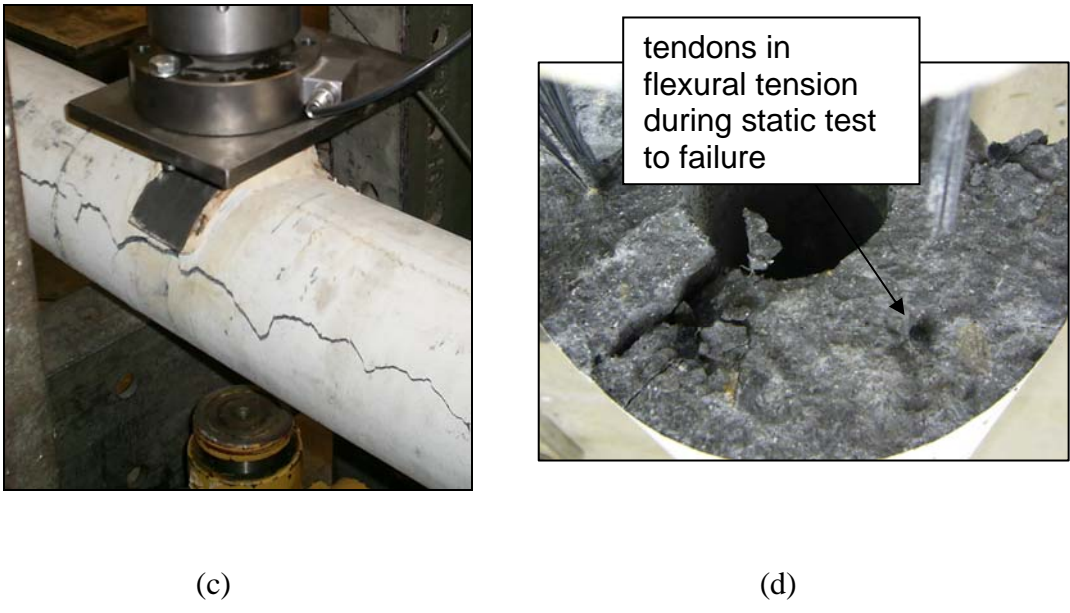 tendons in
flexural tension
during static test
to failure
(c)
(d)